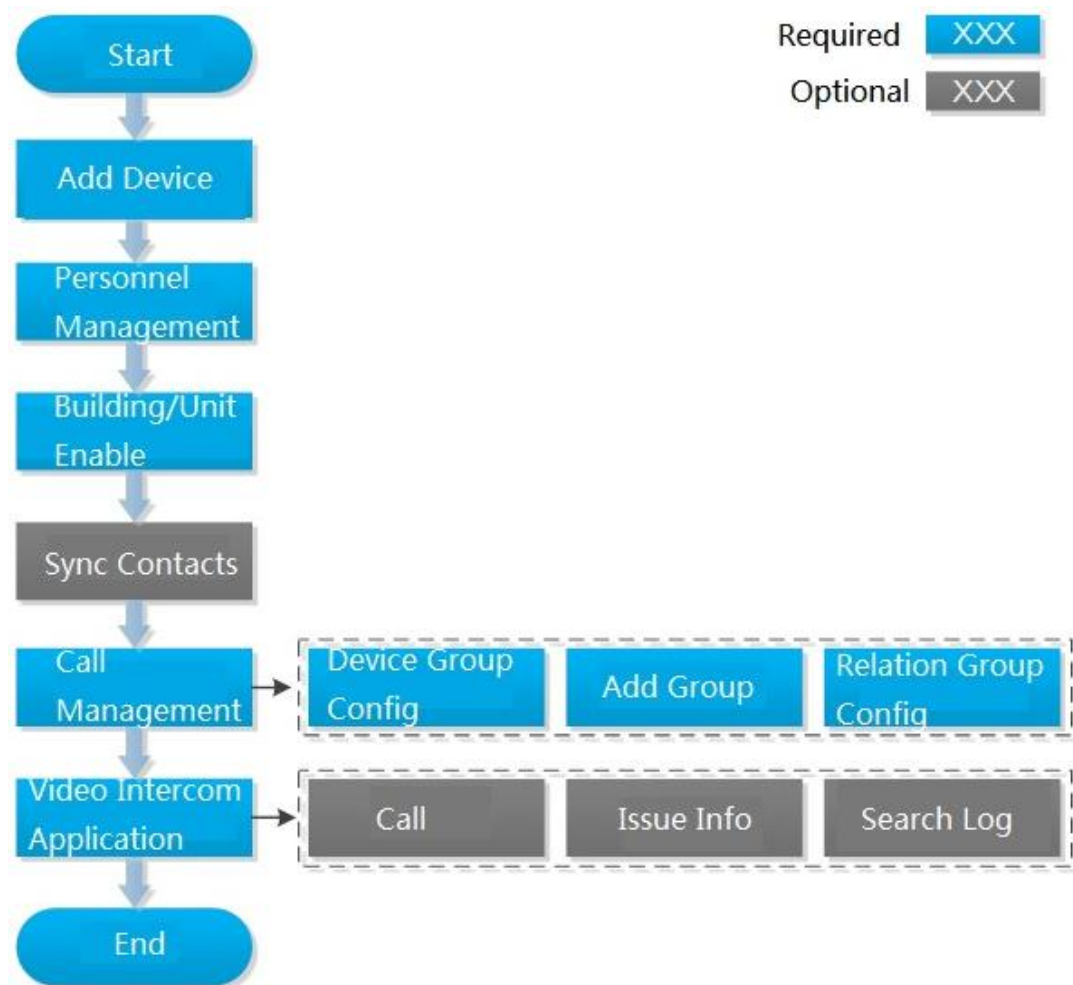 Start
Required XXX
Optional XXX
Add Device
Personnel
Management
Building/Unit
Enable
Sync Contacts
Call
Management
Device Group
Config
Add Group
Relation Group
Config
Video Intercom
Application
Call
Issue Info
Search Log
End